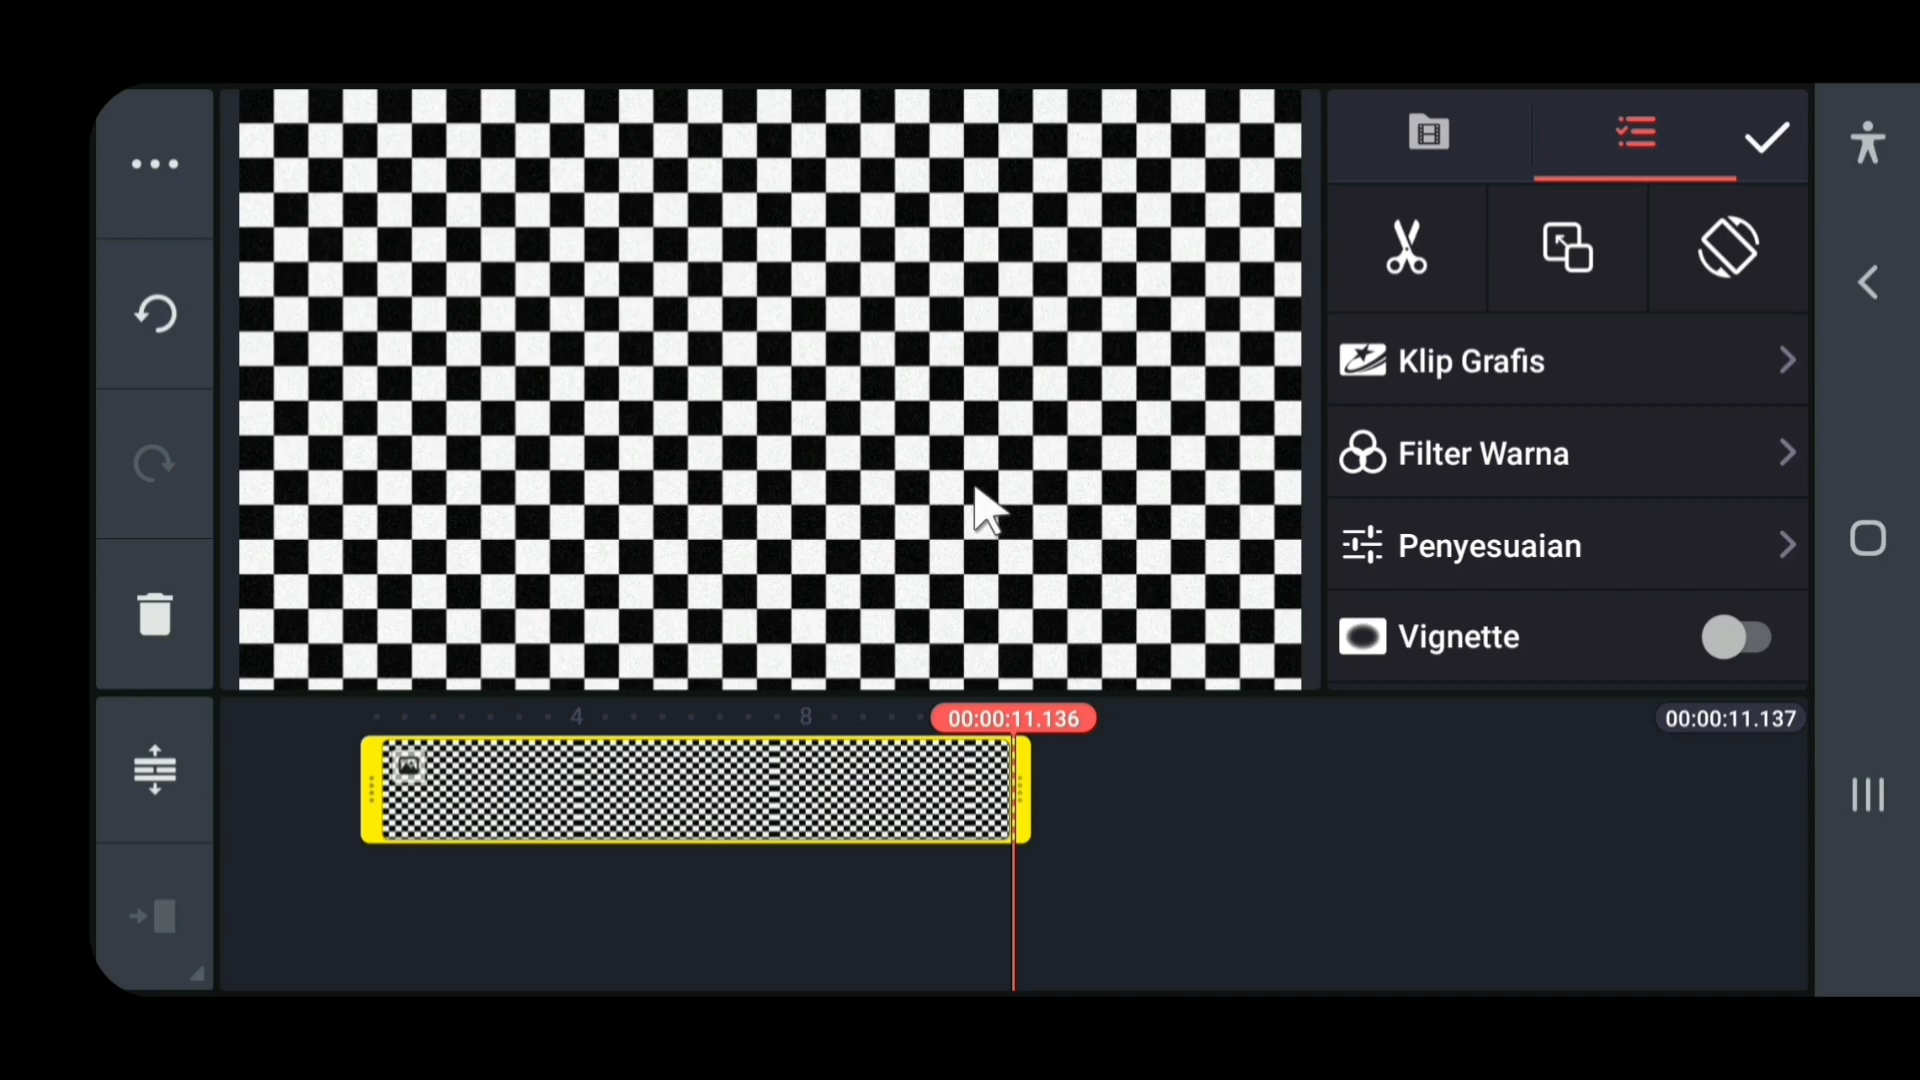 Klip Grafis
Filter Warna
Penyesuaian
Vignette
4
8
00:00:11.136
00:00:11.137